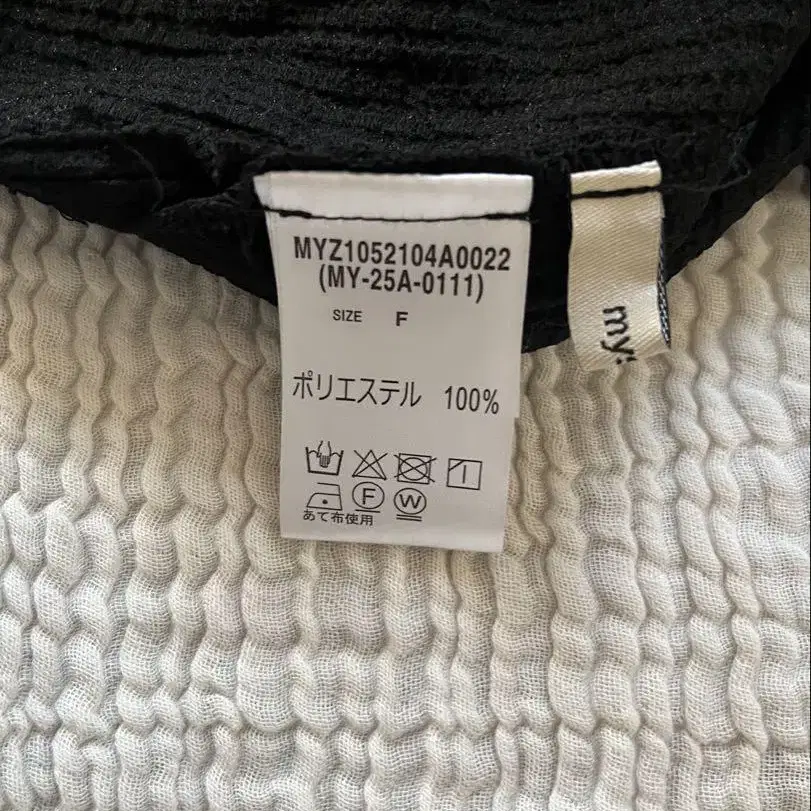 MYZ1052104A0022
(MY-25A-0111)
SIZE F
ポリエステル 100%
F W
あて布使用
my